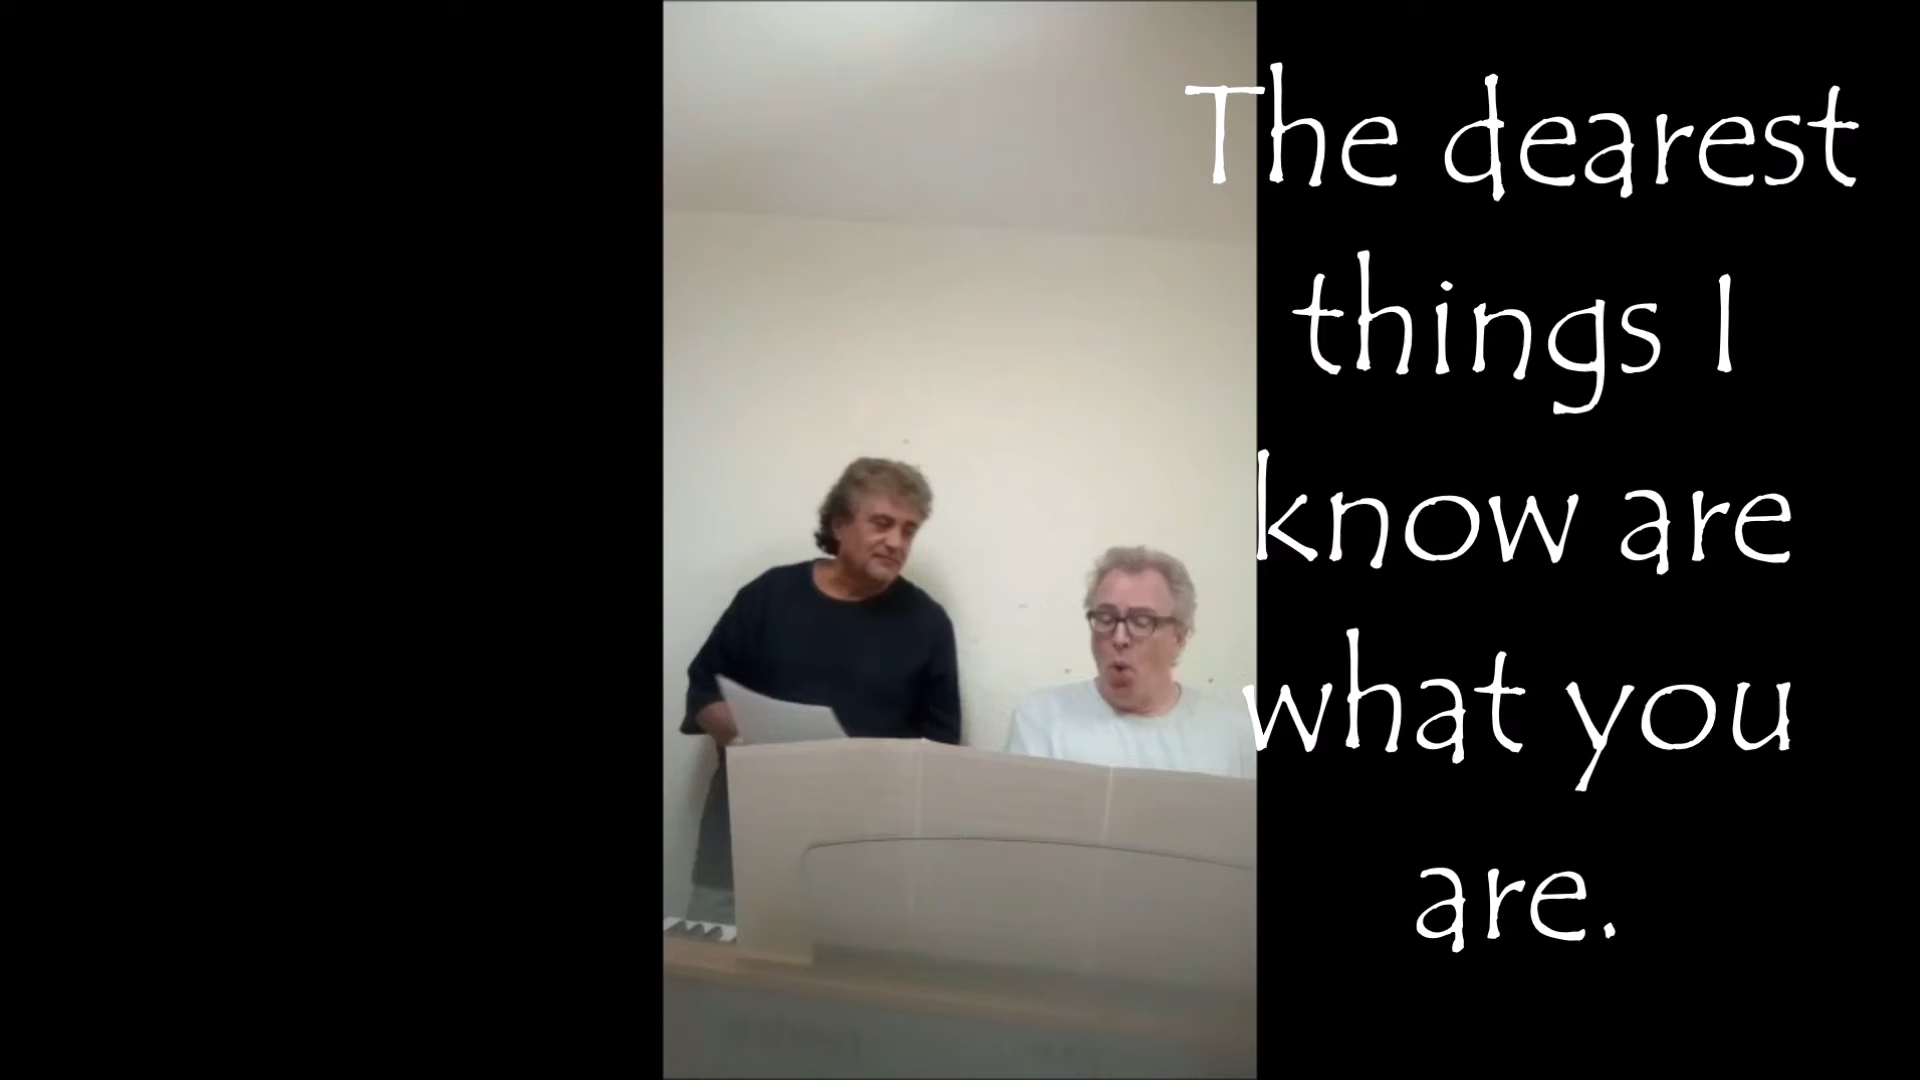 The dearest
things I
know are
what you
are.